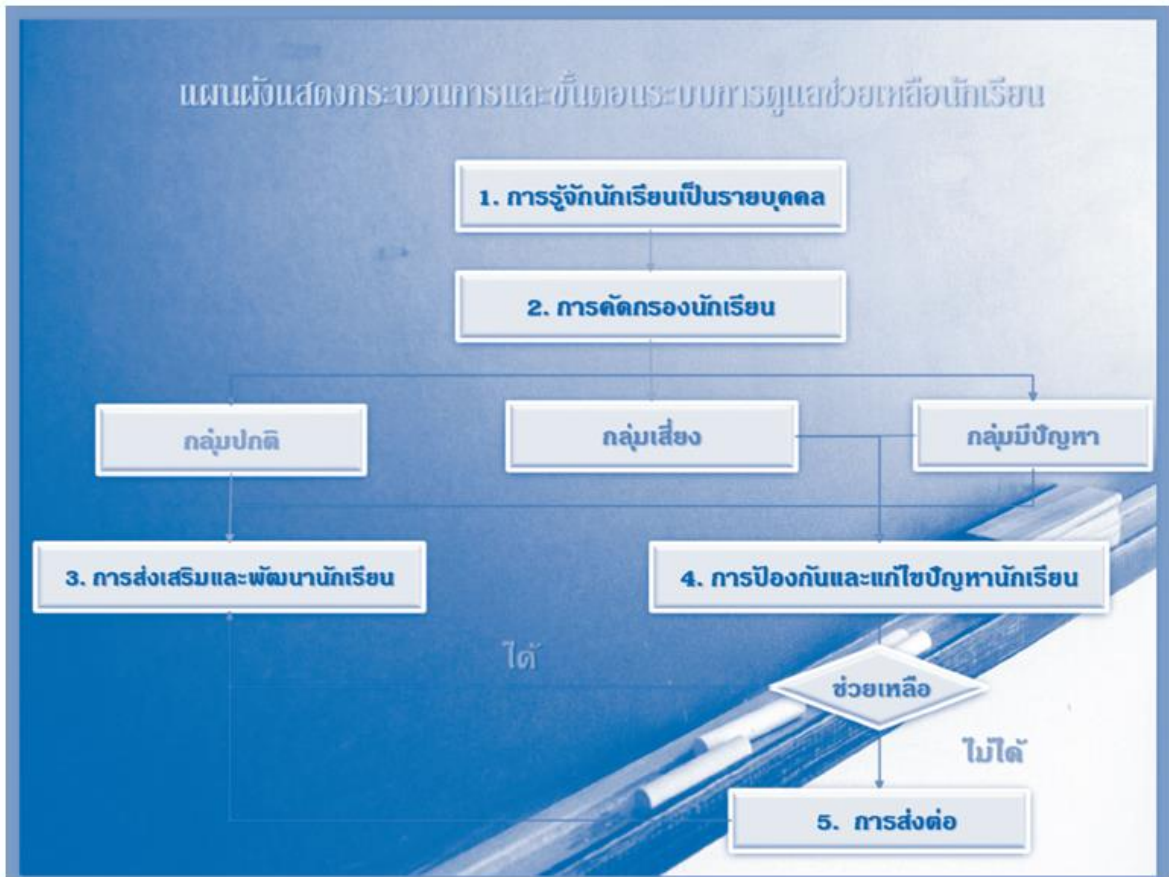 แผนผังแสดงกระบวนการและขั้นตอนระบบการดูแลช่วยเหลือนักเรียน
1. การรู้จักนักเรียนเป็นรายบุคคล
2. การคัดกรองนักเรียน
กลุ่มปกติ
กลุ่มเสี่ยง
กลุ่มมีปัญหา
3. การส่งเสริมและพัฒนานักเรียน
4. การป้องกันและแก้ไขปัญหานักเรียน
ได้
ช่วยเหลือ
ไม่ได้
5. การส่งต่อ